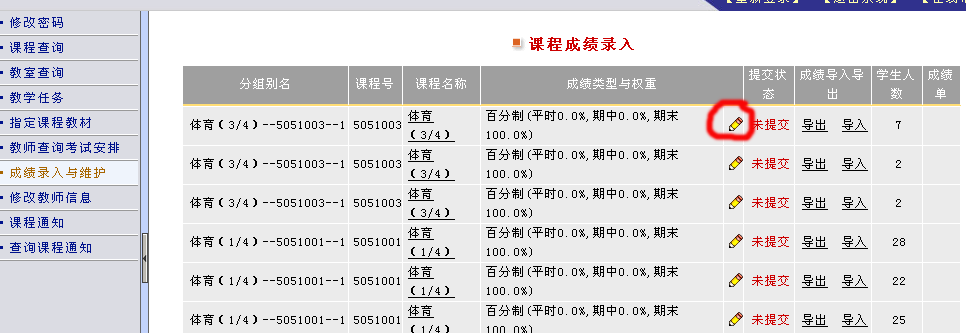 重新登录】 【退出系统】 【在线
修改密码
课程查询
教室查询
教学任务
指定课程教材
教师查询考试安排
成绩录入与维护
修改教师信息
课程通知
查询课程通知
课程成绩录入
分组别名 课程号 课程名称 成绩类型与权重 提交状态 成绩导入导出 学生人数 成绩单
体育(3/4)--5051003--1 5051003 体育(3/4) 百分制(平时0.0%,期中0.0%,期末100.0%) 未提交 导出 导入 7
体育(3/4)--5051003--1 5051003 体育(3/4) 百分制(平时0.0%,期中0.0%,期末100.0%) 未提交 导出 导入 2
体育(3/4)--5051003--1 5051003 体育(3/4) 百分制(平时0.0%,期中0.0%,期末100.0%) 未提交 导出 导入 2
体育(1/4)--5051001--1 5051001 体育(1/4) 百分制(平时0.0%,期中0.0%,期末100.0%) 未提交 导出 导入 28
体育(1/4)--5051001--1 5051001 体育(1/4) 百分制(平时0.0%,期中0.0%,期末100.0%) 未提交 导出 导入 22
体育(1/4)--5051001--1 5051001 体育(1/4) 百分制(平时0.0%,期中0.0%,期末100.0%) 未提交 导出 导入 25